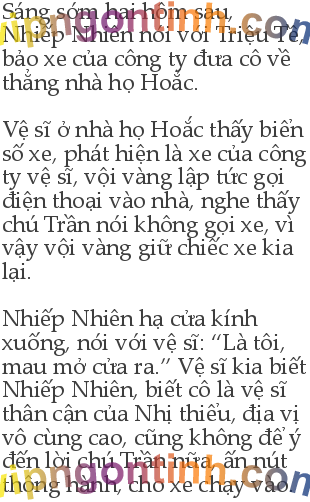 Sáng sớm hai hôm sau,
Nhiếp Nhiên nói với Triệu Tế,
bảo xe của công ty đưa cô về
thẳng nhà họ Hoắc.
Vệ sĩ ở nhà họ Hoắc thấy biển
số xe, phát hiện là xe của công
ty vệ sĩ, vội vàng lập tức gọi
điện thoại vào nhà, nghe thấy
chú Trần nói không gọi xe, vì
vậy vội vàng giữ chiếc xe kia
lại.
Nhiếp Nhiên hạ cửa kính
xuống, nói với vệ sĩ: “Là tôi,
mau mở cửa ra.” Vệ sĩ kia biết
Nhiếp Nhiên, biết cô là vệ sĩ
thân cận của Nhị thiếu, địa vị
vô cùng cao, cũng không để ý
đến lời chú Trần nữa, ấn nút
thông hành, cho xe chạy vào